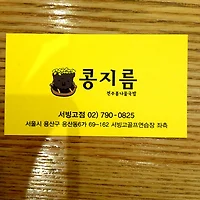 콩지름
전주콩나물국밥
서빙고점 02) 790-0825
서울시 용산구 용산동6가 69-162 서빙고골프연습장 좌측